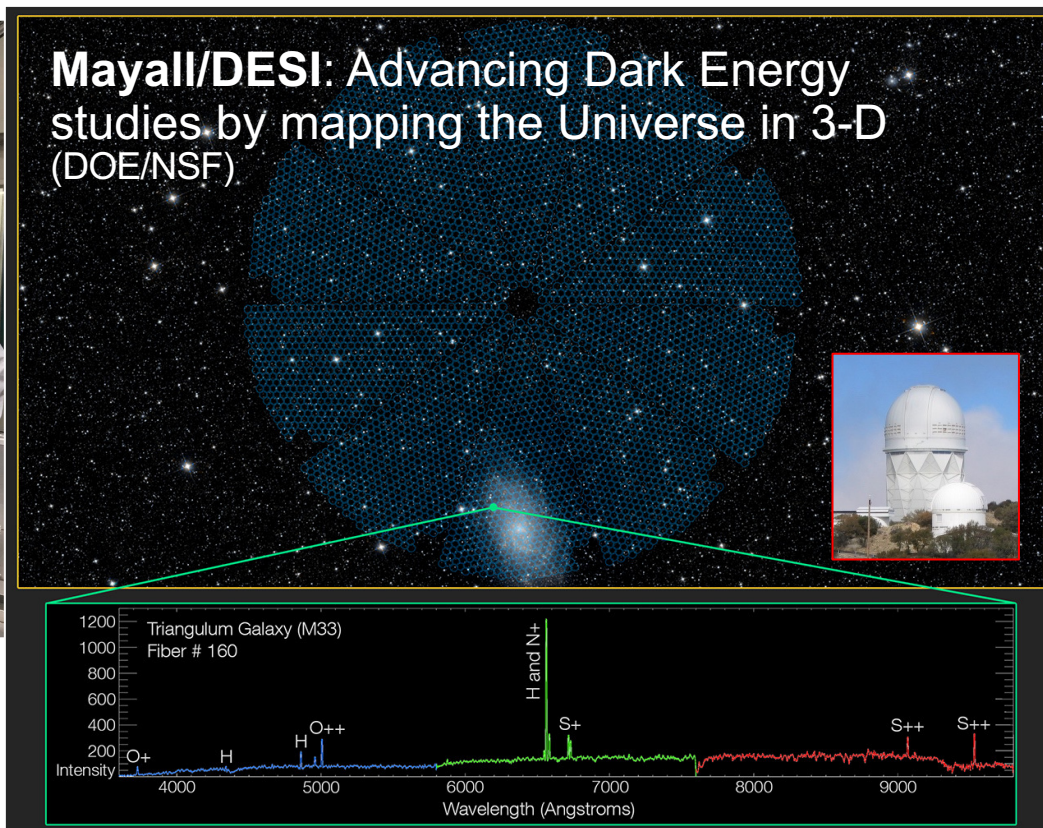 Mayall/DESI: Advancing Dark Energy
studies by mapping the Universe in 3-D
(DOE/NSF)
Triangulum Galaxy (M33)
Fiber # 160
1200
1000
800
600
400
200
Intensity
O+
H
H
O++
H and N+
S+
S++
S++
4000
5000
6000
7000
8000
9000
Wavelength (Angstroms)